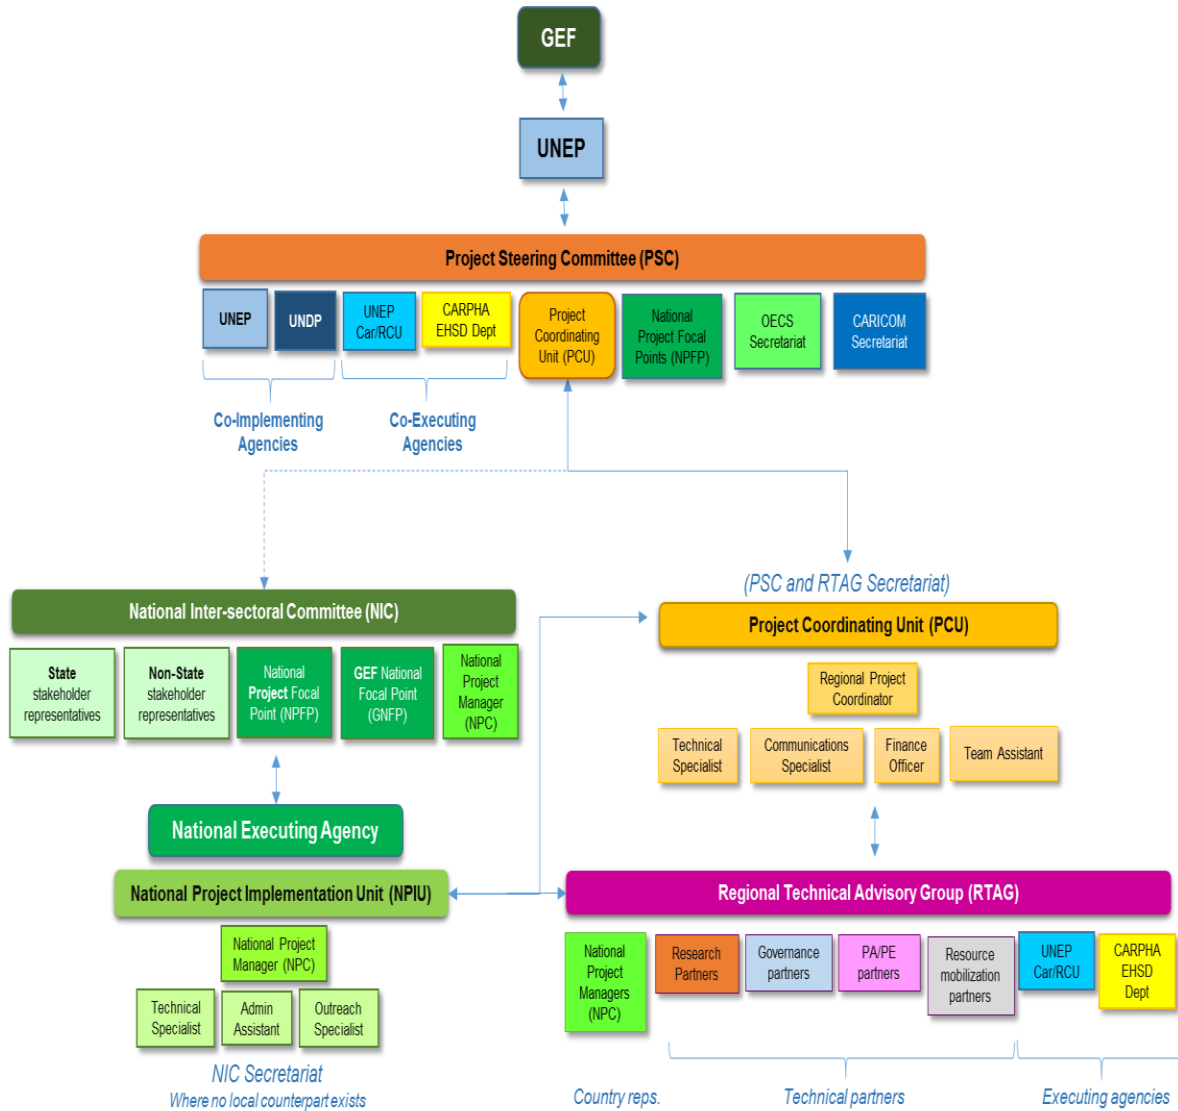 GEF
UNEP
Project Steering Committee (PSC)
UNEP
UNDP
UNEP
Car/RCU
CARPHA
EHSD Dept
Project
Coordinating
Unit (PCU)
National
Project Focal
Points (NPFP)
OECS
Secretariat
CARICOM
Secretariat
Co-Implementing
Agencies
Co-Executing
Agencies
(PSC and RTAG Secretariat)
National Inter-sectoral Committee (NIC)
State
stakeholder
representatives
Non-State
stakeholder
representatives
National
Project Focal
Point (NPFP)
GEF National
Focal Point
(GNFP)
National
Project
Manager
(NPC)
Project Coordinating Unit (PCU)
Regional Project
Coordinator
Technical
Specialist
Communications
Specialist
Finance
Officer
Team Assistant
National Executing Agency
National Project Implementation Unit (NPIU)
National Project
Manager (NPC)
Technical
Specialist
Admin
Assistant
Outreach
Specialist
NIC Secretariat
Where no local counterpart exists
Regional Technical Advisory Group (RTAG)
National
Project
Managers
(NPC)
Research
Partners
Governance
partners
PA/PE
partners
Resource
mobilization
partners
UNEP
Car/RCU
CARPHA
EHSD
Dept
Country reps.
Technical partners
Executing agencies